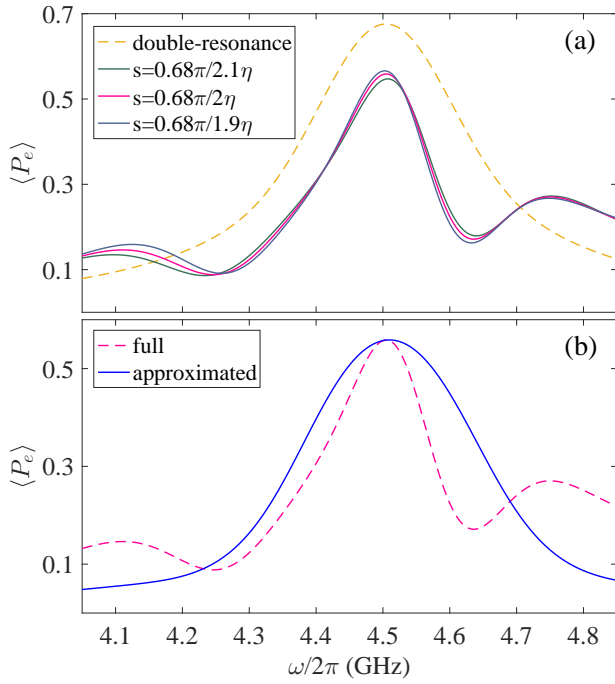 0.7
(a)
double-resonance
s=0.68π/2.1η
s=0.68π/2η
s=0.68π/1.9η
0.5
0.3
0.1
⟨P_e⟩
(b)
full
approximated
0.5
0.3
0.1
⟨P_e⟩
4.1 4.2 4.3 4.4 4.5 4.6 4.7 4.8
ω/2π (GHz)